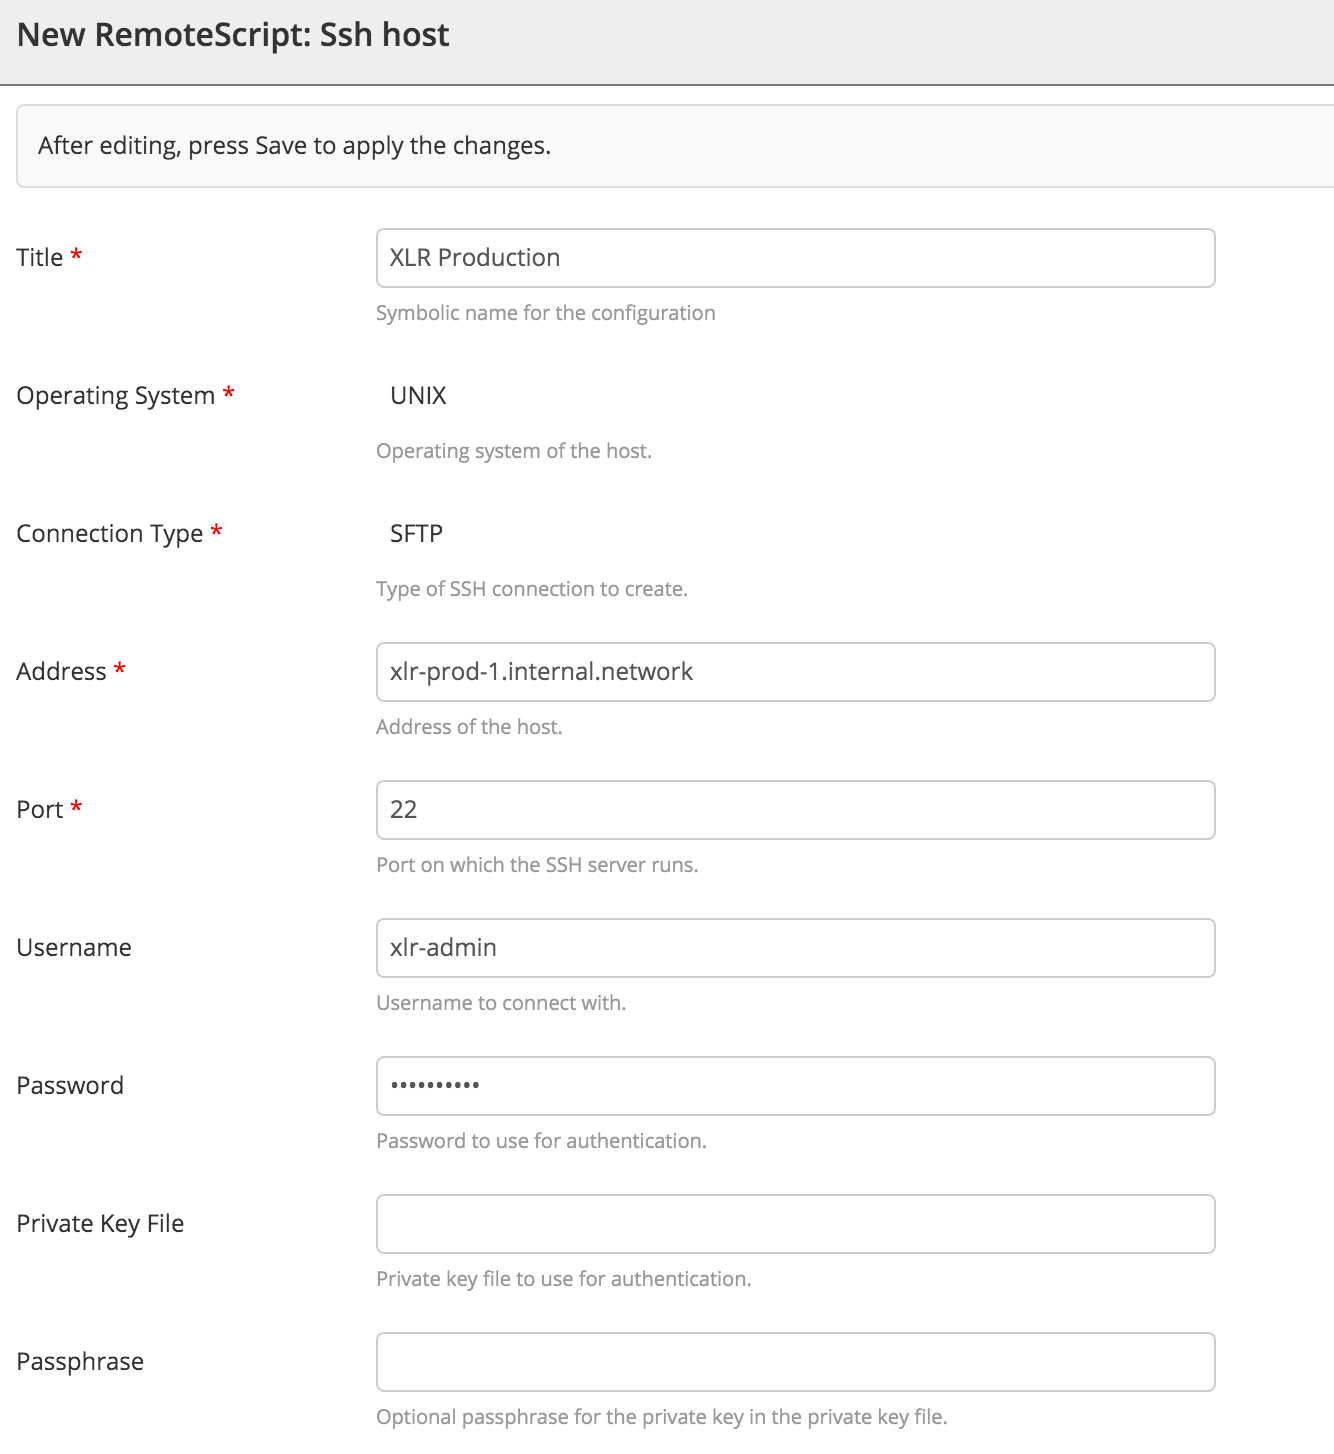 New RemoteScript: Ssh host
After editing, press Save to apply the changes.
Title *
XLR Production
Symbolic name for the configuration
Operating System *
UNIX
Operating system of the host.
Connection Type *
SFTP
Type of SSH connection to create.
Address *
xlr-prod-1.internal.network
Address of the host.
Port *
22
Port on which the SSH server runs.
Username
xlr-admin
Username to connect with.
Password
••••••••••
Password to use for authentication.
Private Key File
Private key file to use for authentication.
Passphrase
Optional passphrase for the private key in the private key file.